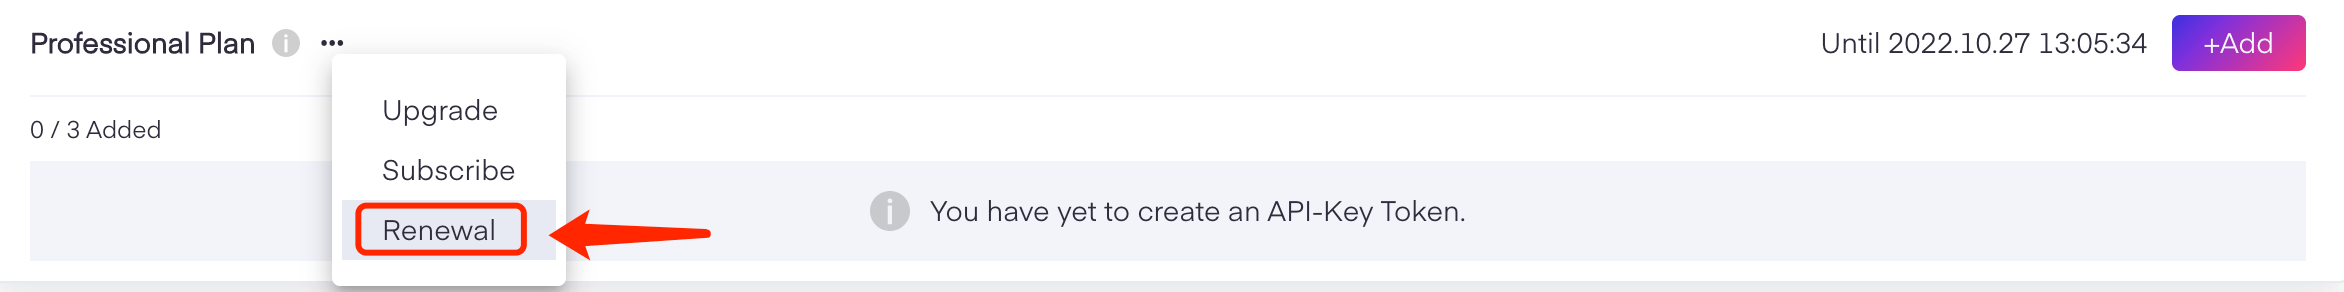 Professional Plan i •••
Until 2022.10.27 13:05:34
+Add
Upgrade
0 / 3 Added
Subscribe
i You have yet to create an API-Key Token.
Renewal